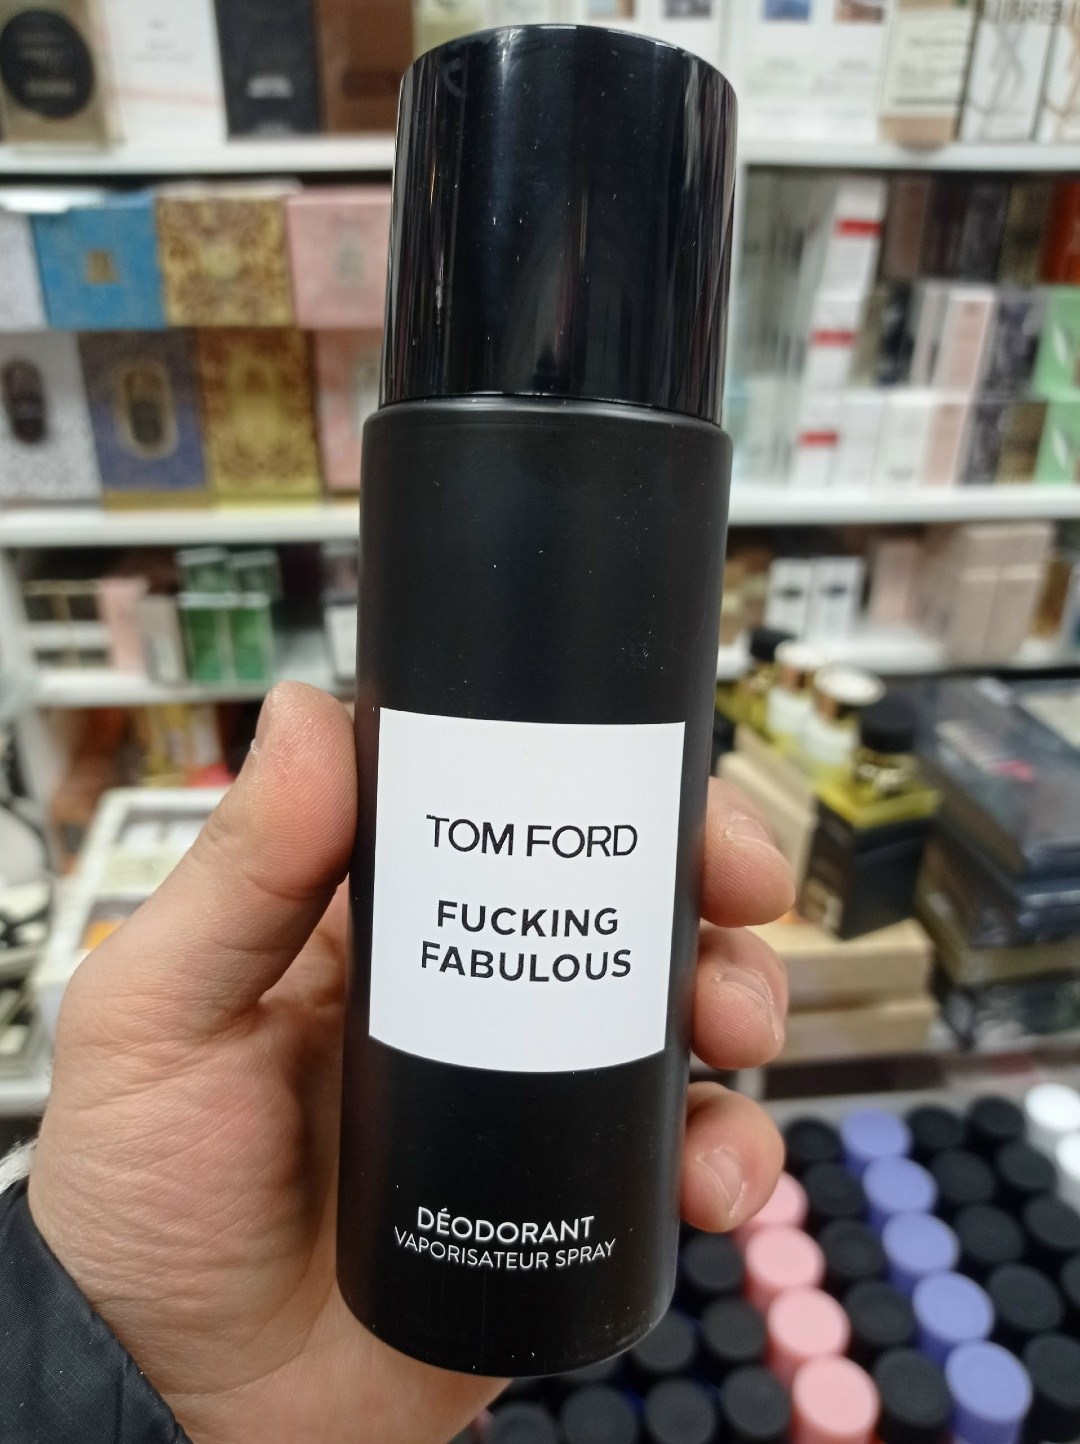 TOM FORD
FUCKING
FABULOUS
DÉODORANT
VAPORISATEUR SPRAY